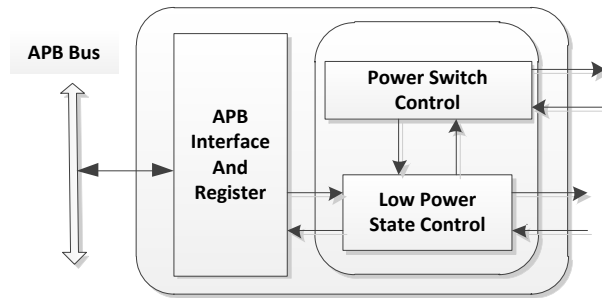 APB Bus
APB
Interface
And
Register
Power Switch
Control
Low Power
State Control